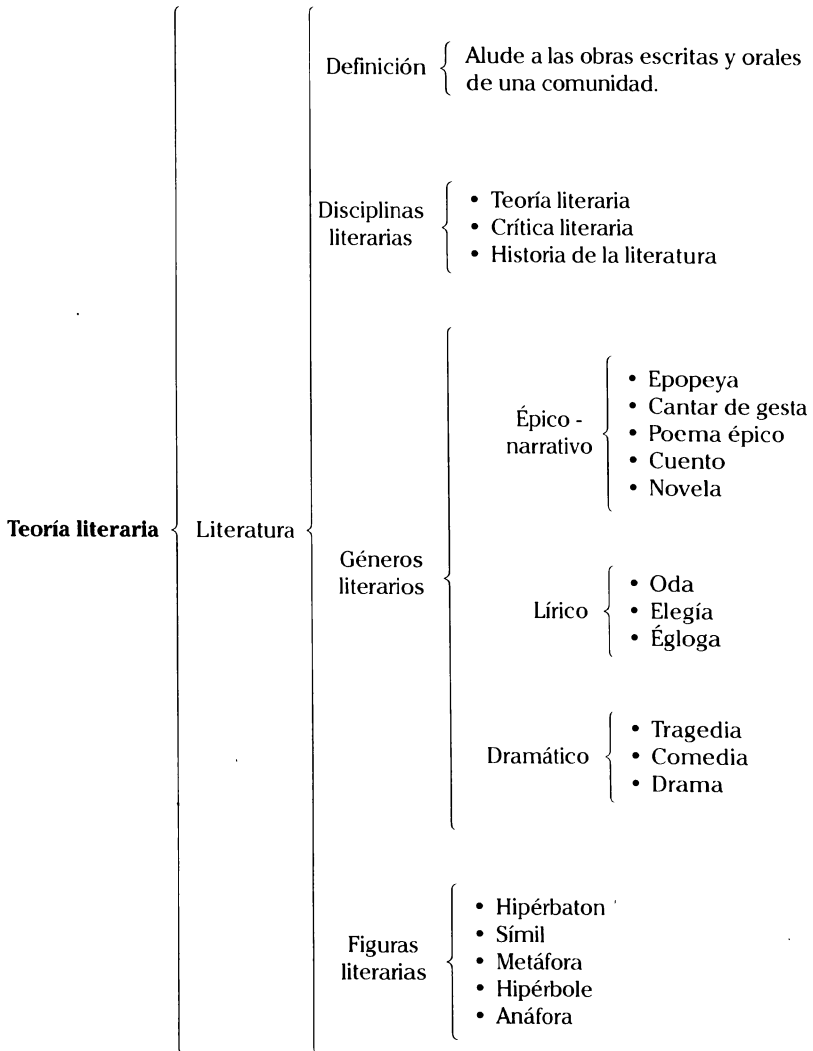 Teoría literaria
Literatura
Definición
Alude a las obras escritas y orales
de una comunidad.
Disciplinas
literarias
• Teoría literaria
• Crítica literaria
• Historia de la literatura
Géneros
literarios
Épico -
narrativo
• Epopeya
• Cantar de gesta
• Poema épico
• Cuento
• Novela
Lírico
• Oda
• Elegía
• Égloga
Dramático
• Tragedia
• Comedia
• Drama
Figuras
literarias
• Hipérbaton
• Símil
• Metáfora
• Hipérbole
• Anáfora